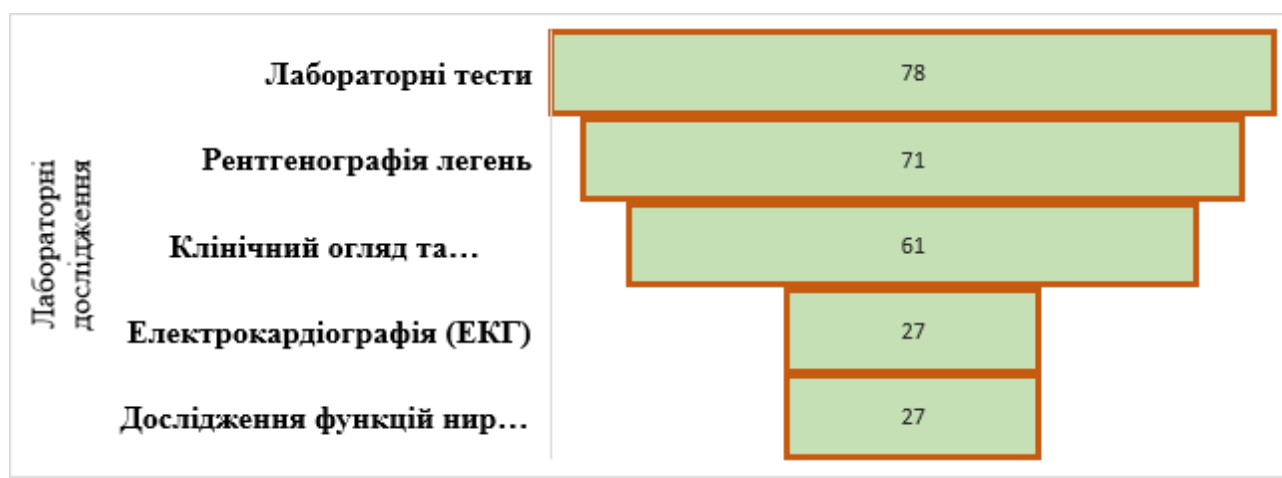 Лабораторні
дослідження
Лабораторні тести
78
Рентгенографія легень
71
Клінічний огляд та…
61
Електрокардіографія (ЕКГ)
27
Дослідження функцій нир…
27